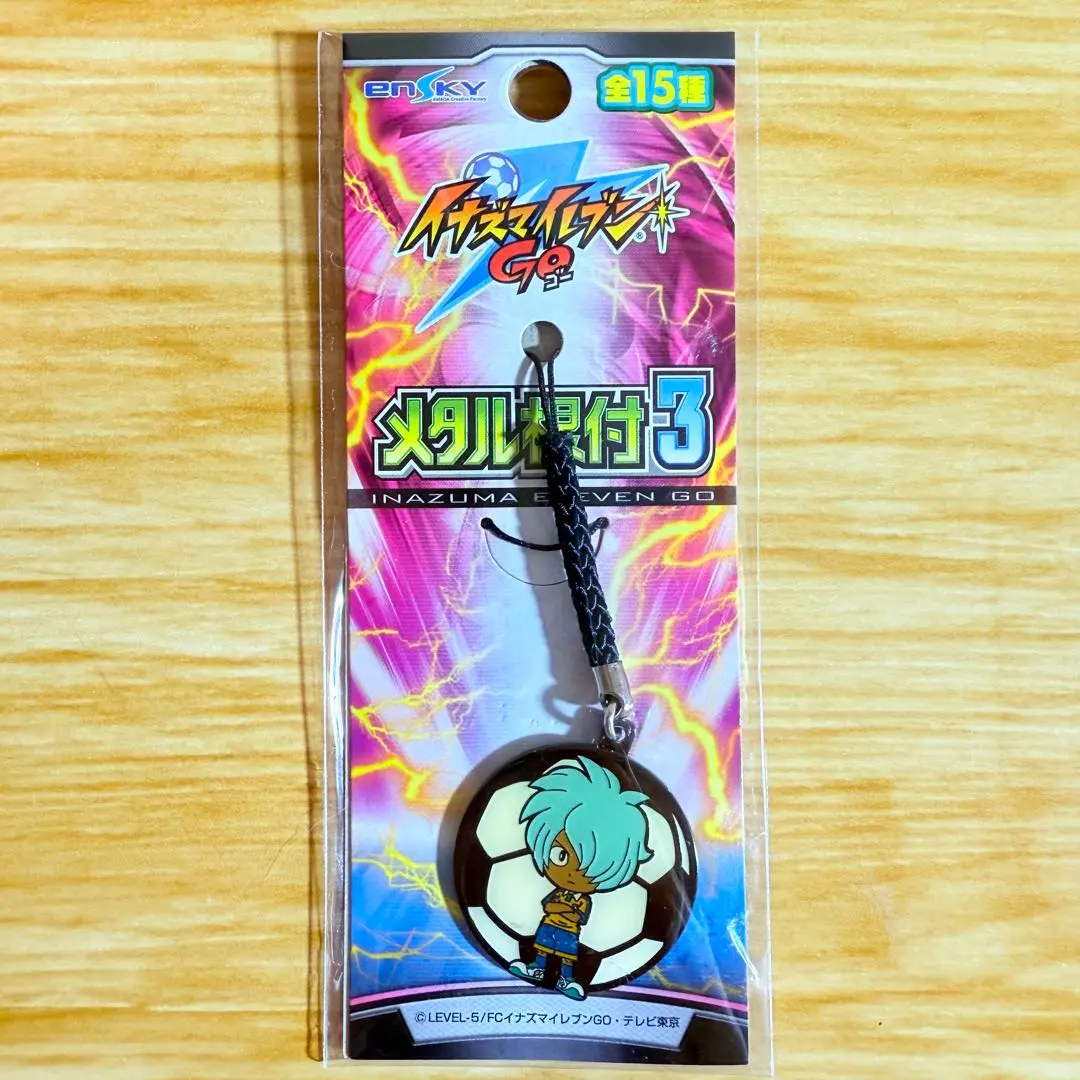 enSKY
AMADA Creative Factory
全15種
イナズマイレブン®
GO
ゴー
メタル根付-3
INAZUMA ELEVEN GO
©LEVEL-5/FCイナズマイレブンGO・テレビ東京